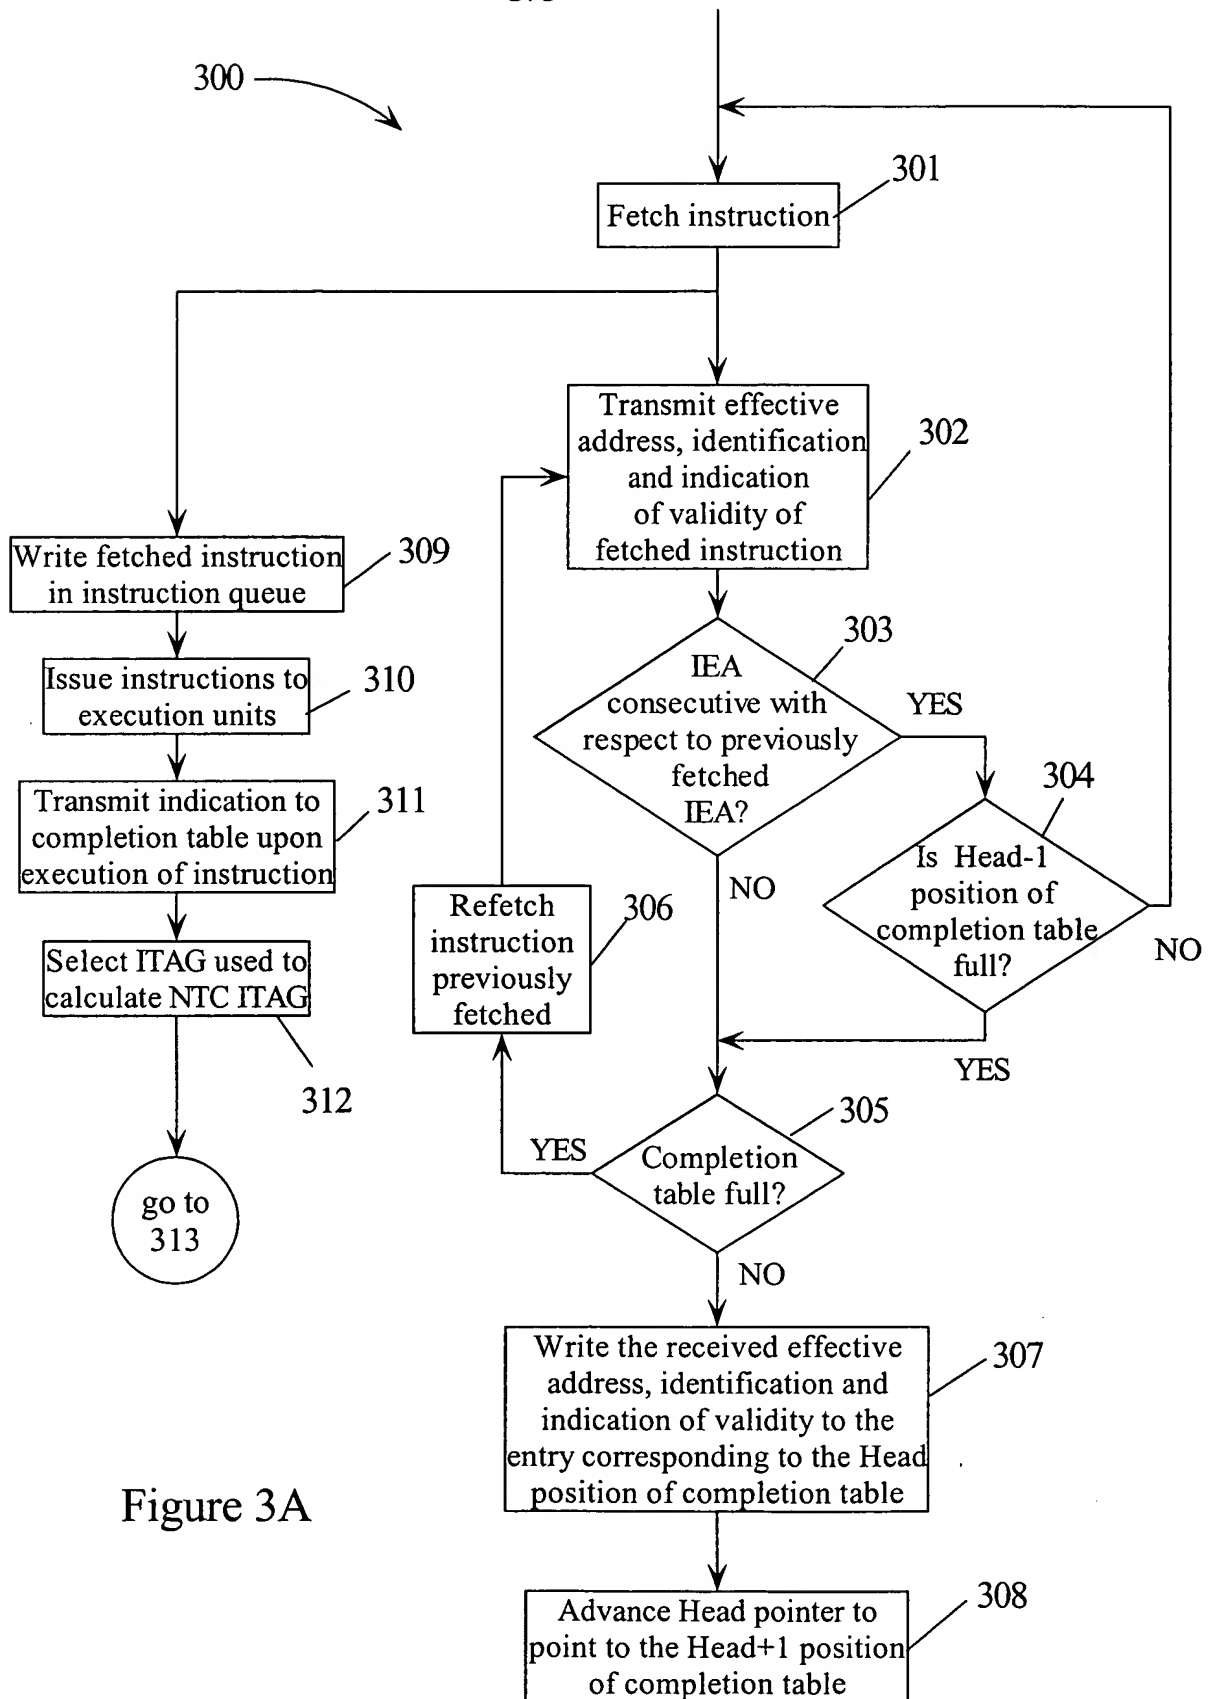 300
301
Fetch instruction
Transmit effective
address, identification
and indication
of validity of
fetched instruction
302
Write fetched instruction
in instruction queue
309
303
IEA
consecutive with
respect to previously
fetched
IEA?
YES
Issue instructions to
execution units
310
304
Transmit indication to
completion table upon
execution of instruction
311
Is Head-1
position of
completion table
full?
NO
NO
YES
Refetch
instruction
previously
fetched
306
Select ITAG used to
calculate NTC ITAG
312
305
Completion
table full?
YES
NO
go to
313
Write the received effective
address, identification and
indication of validity to the
entry corresponding to the Head
position of completion table
307
Figure 3A
Advance Head pointer to
point to the Head+1 position
of completion table
308